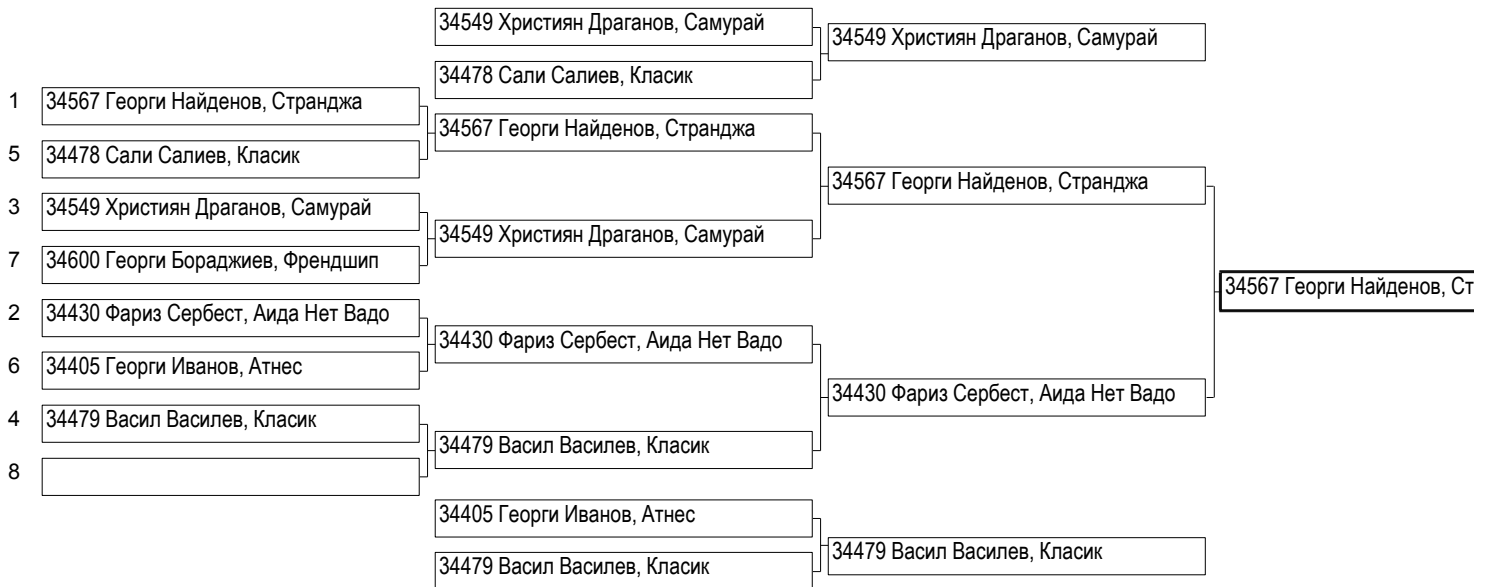 34549 Християн Драганов, Самурай
34549 Християн Драганов, Самурай
34478 Сали Салиев, Класик
1 34567 Георги Найденов, Странджа
34567 Георги Найденов, Странджа
5 34478 Сали Салиев, Класик
34567 Георги Найденов, Странджа
3 34549 Християн Драганов, Самурай
34549 Християн Драганов, Самурай
7 34600 Георги Бораджиев, Френдшип
34567 Георги Найденов, Ст
2 34430 Фариз Сербест, Аида Нет Вадо
34430 Фариз Сербест, Аида Нет Вадо
6 34405 Георги Иванов, Атнес
34430 Фариз Сербест, Аида Нет Вадо
4 34479 Васил Василев, Класик
34479 Васил Василев, Класик
8
34405 Георги Иванов, Атнес
34479 Васил Василев, Класик
34479 Васил Василев, Класик